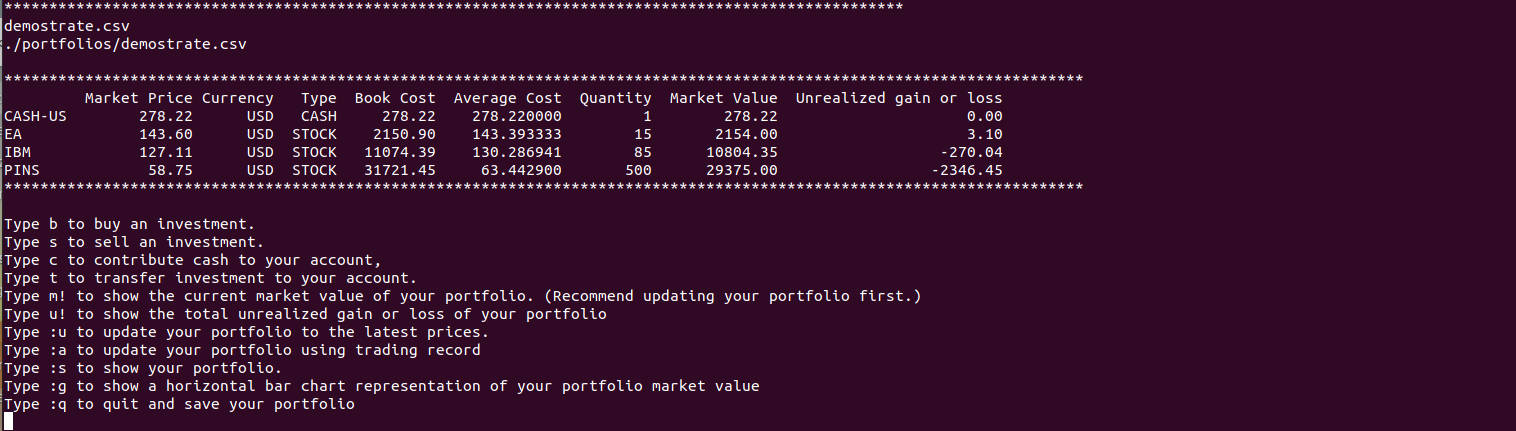 ****************************************************************************************************
demostrate.csv
./portfolios/demostrate.csv
************************************************************************************************************************
Market Price Currency Type Book Cost Average Cost Quantity Market Value Unrealized gain or loss
CASH-US 278.22 USD CASH 278.22 278.220000 1 278.22 0.00
EA 143.60 USD STOCK 2150.90 143.393333 15 2154.00 3.10
IBM 127.11 USD STOCK 11074.39 130.286941 85 10804.35 -270.04
PINS 58.75 USD STOCK 31721.45 63.442900 500 29375.00 -2346.45
************************************************************************************************************************
Type b to buy an investment.
Type s to sell an investment.
Type c to contribute cash to your account,
Type t to transfer investment to your account.
Type m! to show the current market value of your portfolio. (Recommend updating your portfolio first.)
Type u! to show the total unrealized gain or loss of your portfolio
Type :u to update your portfolio to the latest prices.
Type :a to update your portfolio using trading record
Type :s to show your portfolio.
Type :g to show a horizontal bar chart representation of your portfolio market value
Type :q to quit and save your portfolio